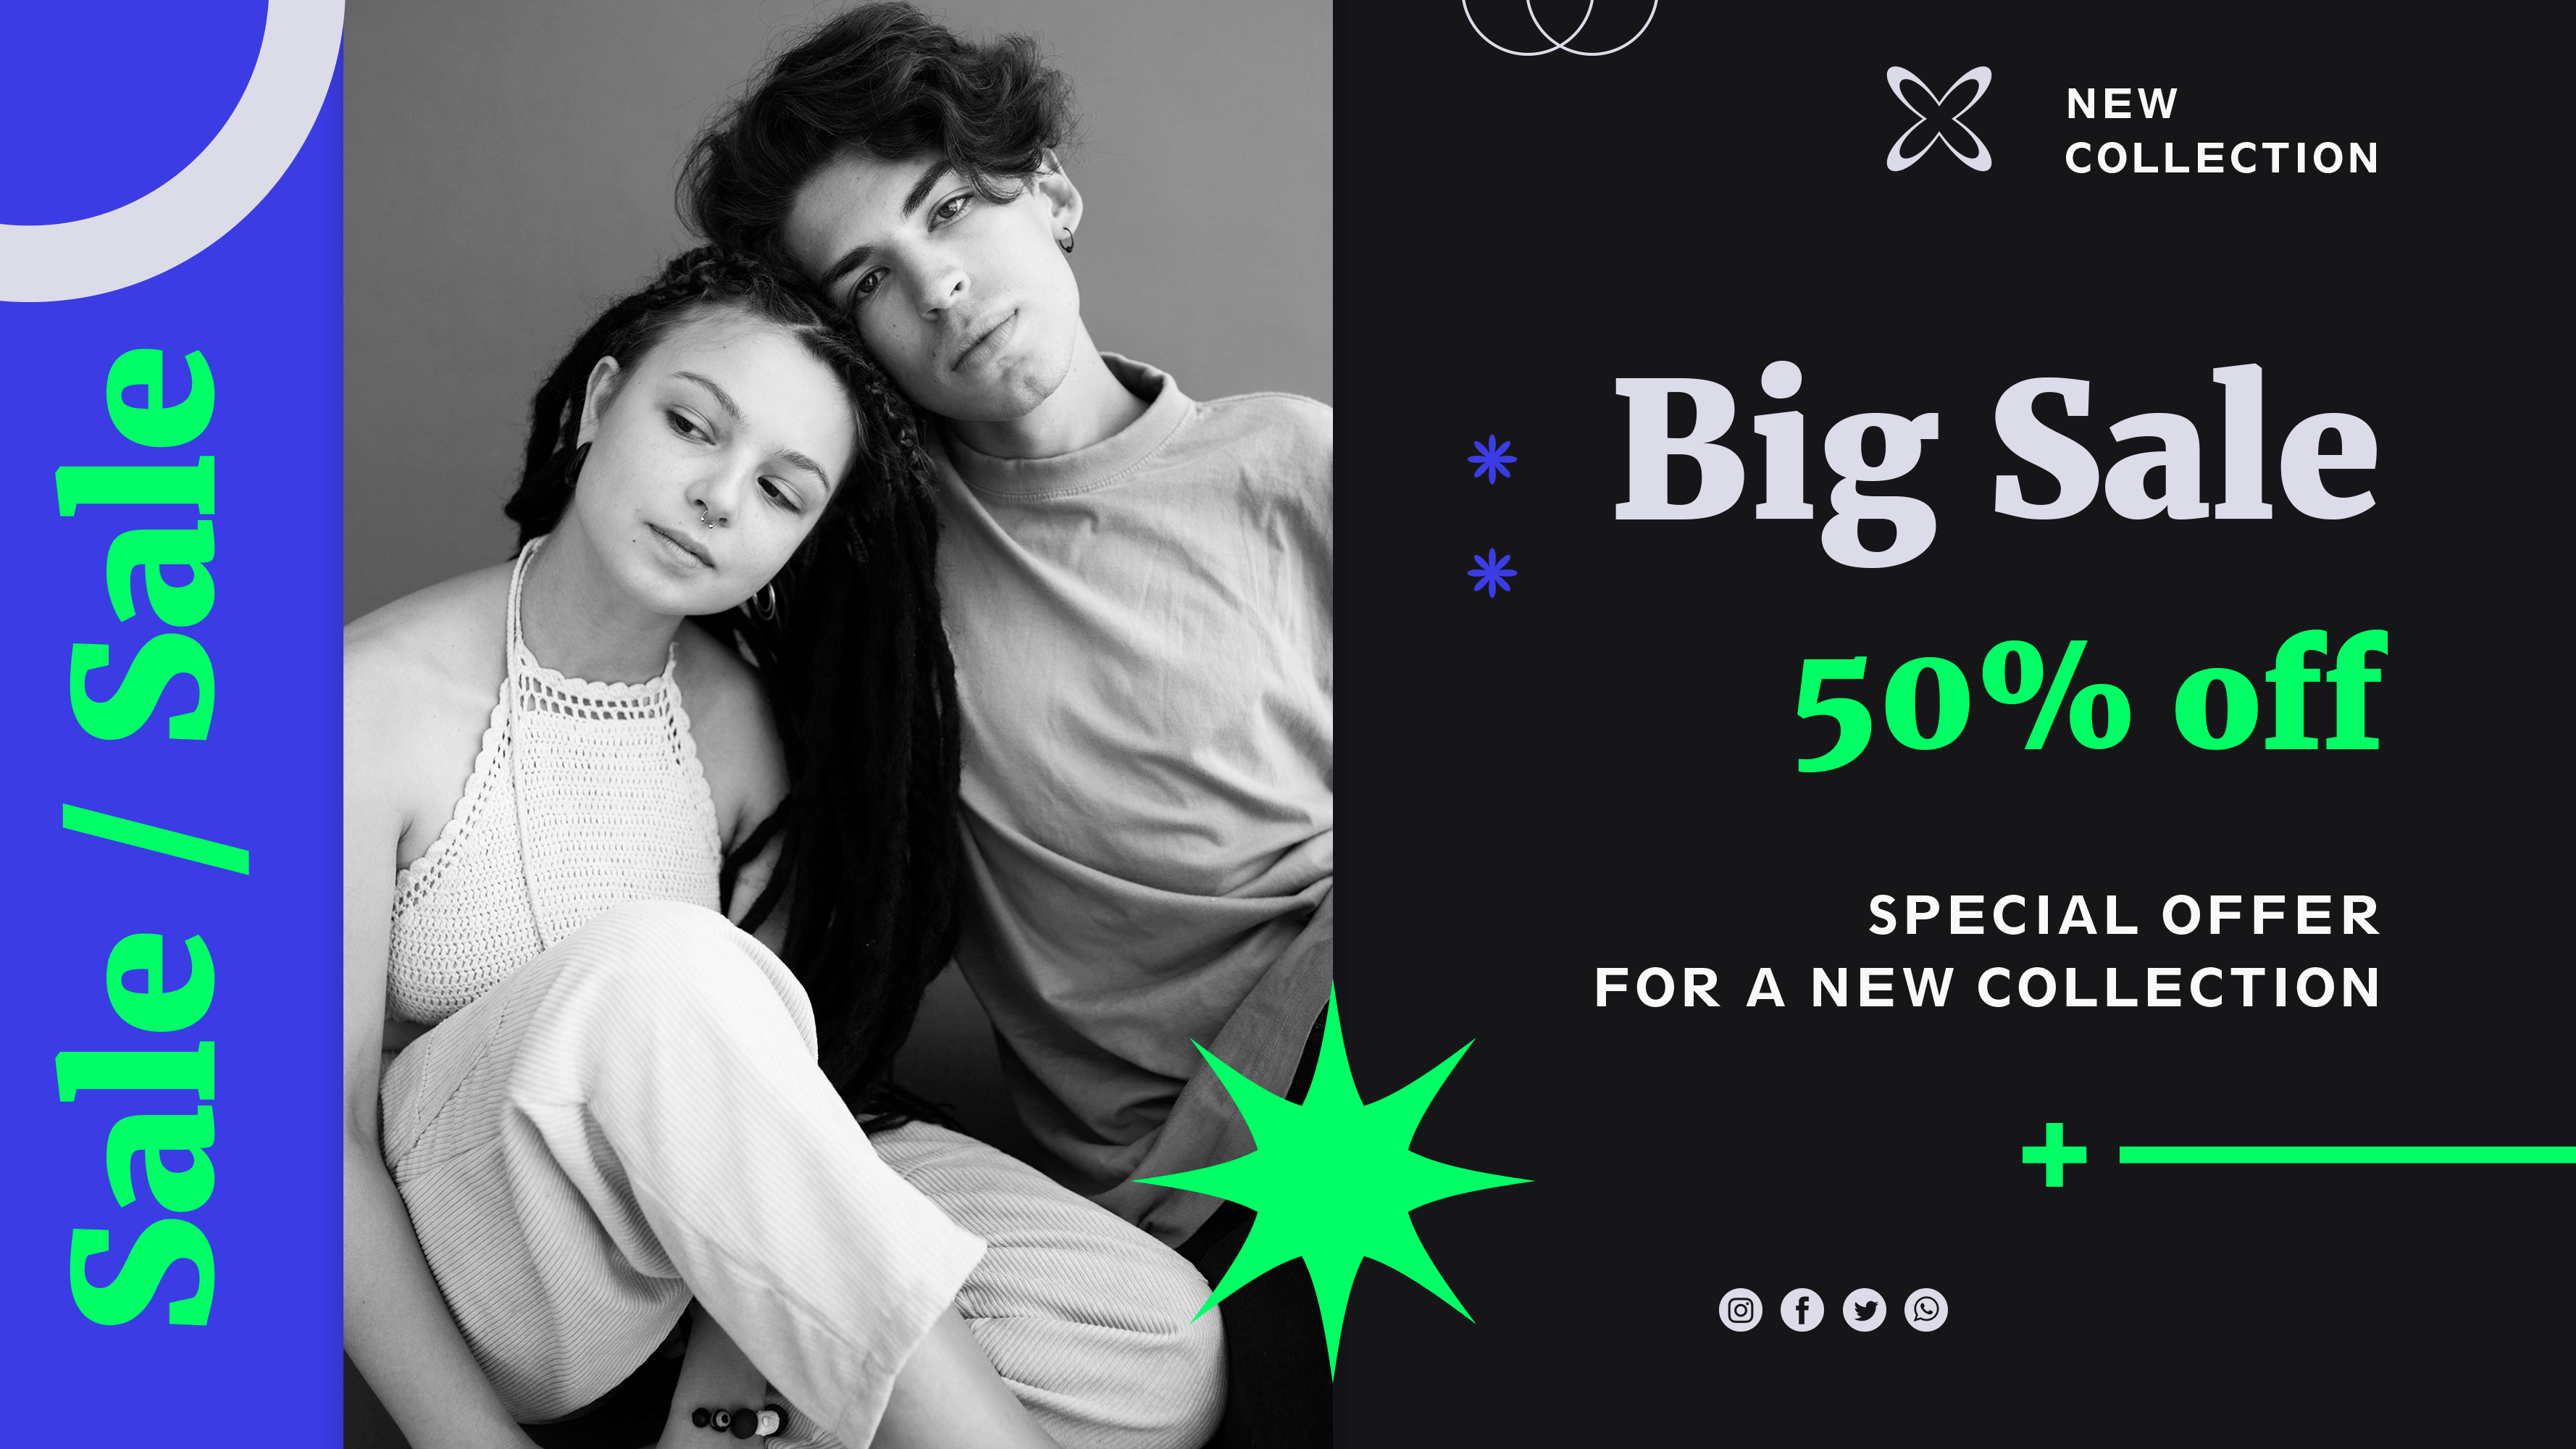 Sale / Sale
NEW
COLLECTION
Big Sale
50% off
SPECIAL OFFER
FOR A NEW COLLECTION